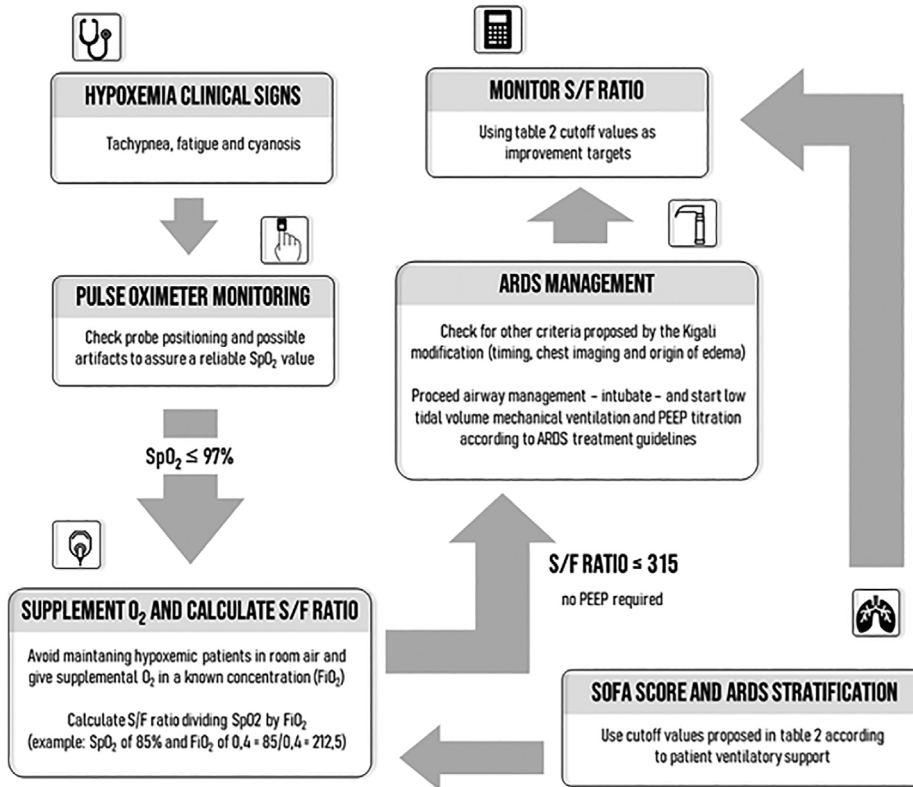 HYPOXEMIA CLINICAL SIGNS
Tachypnea, fatigue and cyanosis
PULSE OXIMETER MONITORING
Check probe positioning and possible
artifacts to assure a reliable SpO₂ value
SpO₂ ≤ 97%
SUPPLEMENT O₂ AND CALCULATE S/F RATIO
Avoid maintaning hypoxemic patients in room air and
give supplemental O₂ in a known concentration (FiO₂)
Calculate S/F ratio dividing SpO2 by FiO₂
(example: SpO₂ of 85% and FiO₂ of 0,4 = 85/0,4 = 212,5)
S/F RATIO ≤ 315
no PEEP required
ARDS MANAGEMENT
Check for other criteria proposed by the Kigali
modification (timing, chest imaging and origin of edema)
Proceed airway management - intubate - and start low
tidal volume mechanical ventilation and PEEP titration
according to ARDS treatment guidelines
MONITOR S/F RATIO
Using table 2 cutoff values as
improvement targets
SOFA SCORE AND ARDS STRATIFICATION
Use cutoff values proposed in table 2 according
to patient ventilatory support